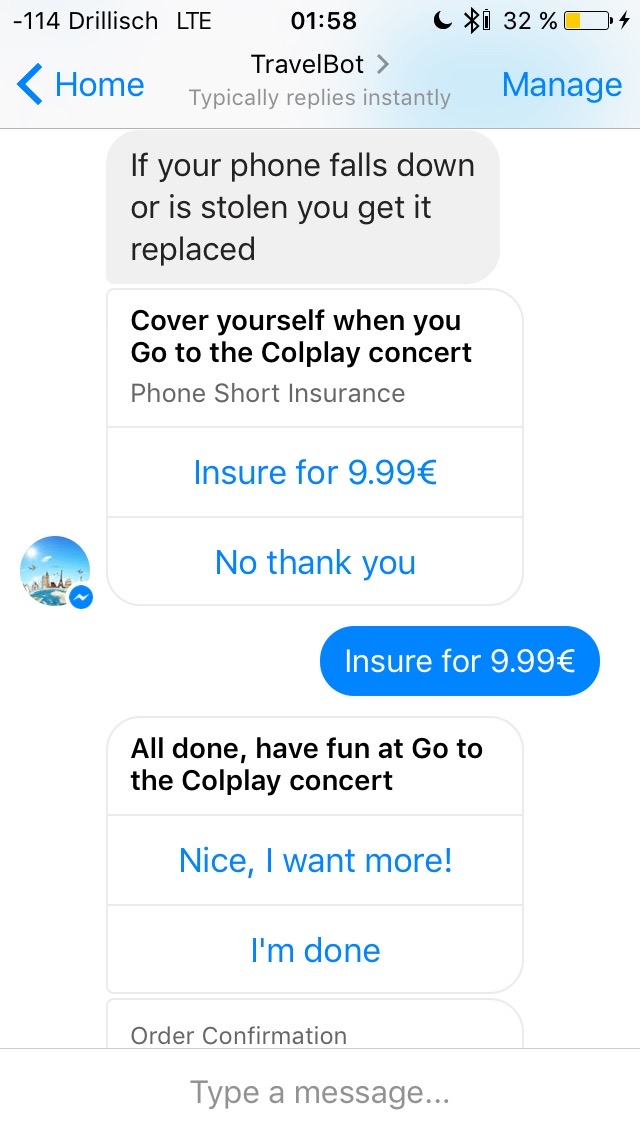 -114 Drillisch LTE 01:58 32 %
Home TravelBot Manage
Typically replies instantly
If your phone falls down
or is stolen you get it
replaced
Cover yourself when you
Go to the Colplay concert
Phone Short Insurance
Insure for 9.99€
No thank you
Insure for 9.99€
All done, have fun at Go to
the Colplay concert
Nice, I want more!
I'm done
Order Confirmation
Type a message...